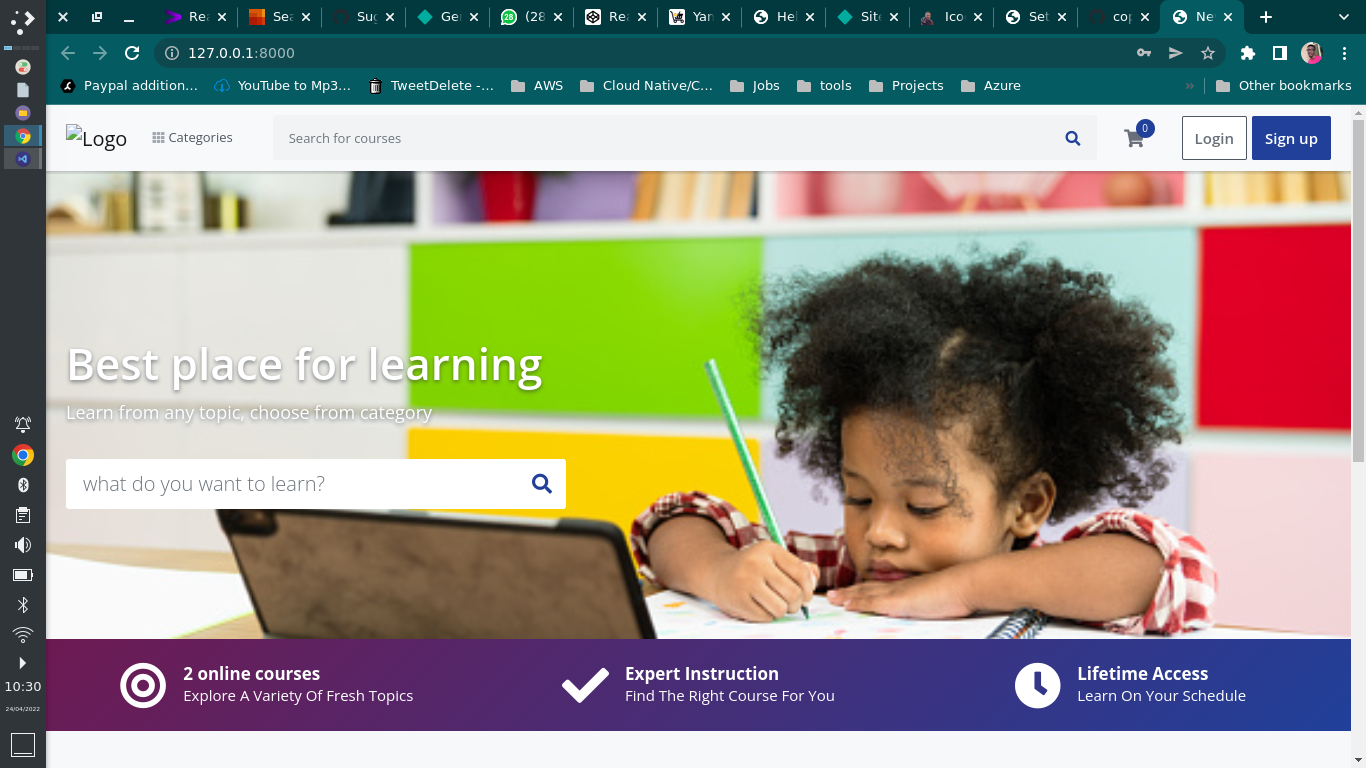 Rea
Sea
Sug
Ger
(28
Rea
Yar
Hel
Site
Ico
Set
cop
Ne
127.0.0.1:8000
Paypal addition...
YouTube to Mp3...
TweetDelete -...
AWS
Cloud Native/C...
Jobs
tools
Projects
Azure
»
Other bookmarks
Logo
Categories
Search for courses
0
Login
Sign up
Best place for learning
Learn from any topic, choose from category
what do you want to learn?
2 online courses
Explore A Variety Of Fresh Topics
Expert Instruction
Find The Right Course For You
Lifetime Access
Learn On Your Schedule
10:30
24/04/2022